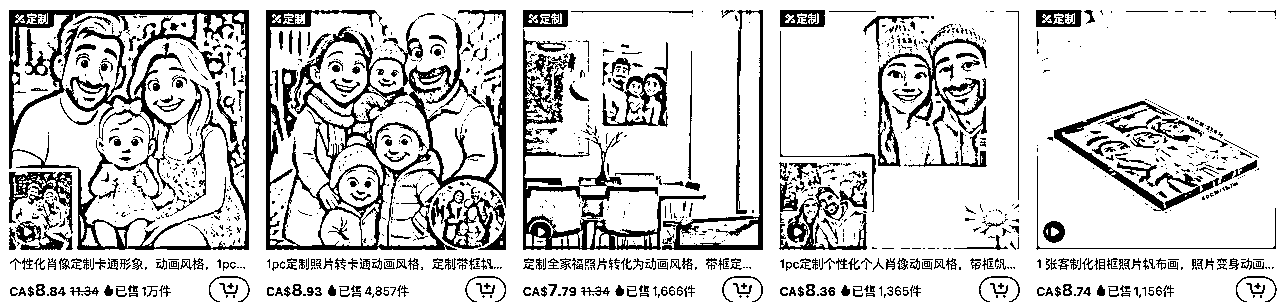 定制
定制
定制
定制
定制
个性化肖像定制卡通形象，动画风格，1pc...
1pc定制照片转卡通动画风格，定制带框帆...
定制全家福照片转化为动画风格，带框定...
1pc定制个性化个人肖像动画风格，带框帆...
1 张客制化相框照片帆布画，照片变身动画...
CA$8.84 11.34 已售1万件
CA$8.93 已售4,857件
CA$7.79 11.96 已售1,666件
CA$8.36 已售1,365件
CA$8.74 已售1,156件